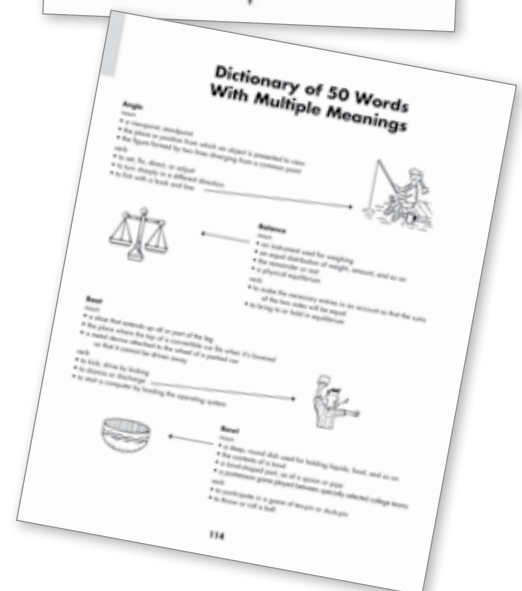 Dictionary of 50 Words
With Multiple Meanings
Angle
noun
• a viewpoint, standpoint
• the place or position from which an object is presented to view
• the figure formed by two lines diverging from a common point
verb
• to set, fix, direct, or adjust
• to turn sharply in a different direction
• to fish with a hook and line
Balance
noun
• an instrument used for weighing
• an equal distribution of weight, amount, and so on
• the remainder or rest
• a physical equilibrium
verb
• to make the necessary entries in an account so that the sums
of the two sides will be equal
• to bring to or hold in equilibrium
Boot
noun
• a shoe that extends up all or part of the leg
• the place where the top of a convertible car fits when it's lowered
• a metal device attached to the wheel of a parked car
so that it cannot be driven away
verb
• to kick, drive by kicking
• to dismiss or discharge
• to start a computer by loading the operating system
Bowl
noun
• a deep, round dish used for holding liquids, food, and so on
• the contents of a bowl
• a bowl-shaped part, as of a spoon or pipe
• a postseason game played between specially selected college teams
verb
• to participate in a game of tenpin or duckpin
• to throw or roll a ball
114